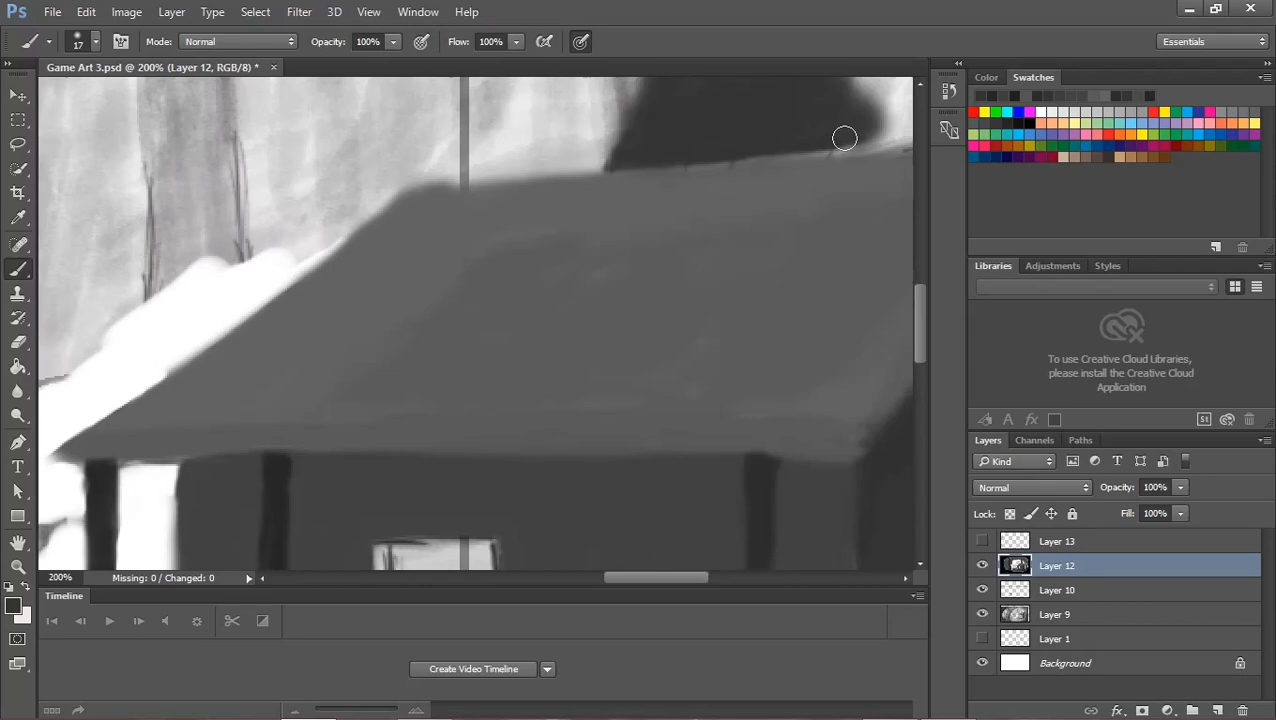 Ps File Edit Image Layer Type Select Filter 3D View Window Help
17 Mode: Normal Opacity: 100% Flow: 100% Essentials
Game Art 3.psd @ 200% (Layer 12, RGB/8) * ×
Color Swatches
Libraries Adjustments Styles
To use Creative Cloud Libraries,
please install the Creative Cloud
Application
St A fx
Layers Channels Paths
Kind
Normal Opacity: 100%
Lock: Fill: 100%
Layer 13
Layer 12
Layer 10
Layer 9
Layer 1
Background
200% Missing: 0 / Changed: 0
Timeline
Create Video Timeline
fx